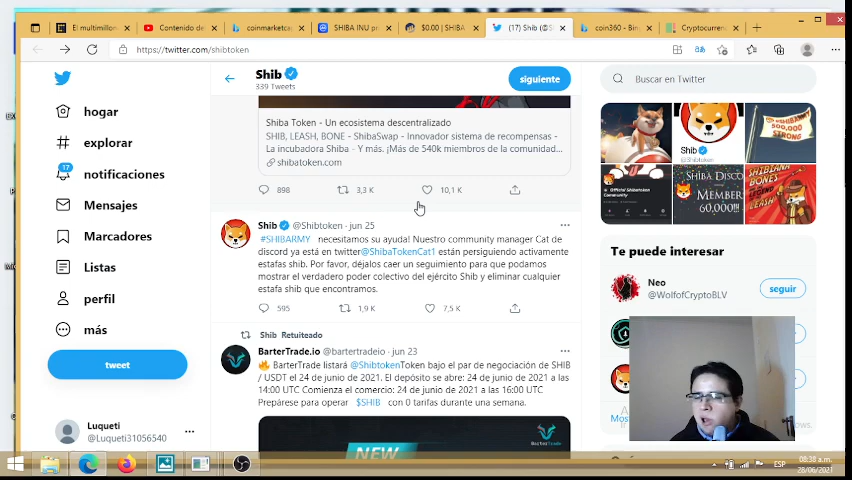 El multimillon
Contenido de
coinmarketcap
SHIBA INU pr
$0.00 | SHIBA
(17) Shib (@S
coin360 - Bin
Cryptocurren
https://twitter.com/shibtoken
hogar
explorar
17
notificaciones
Mensajes
Marcadores
Listas
perfil
más
tweet
Luqueti
@Luqueti31056540
Shib
339 Tweets
siguiente
Shiba Token - Un ecosistema descentralizado
SHIB, LEASH, BONE - ShibaSwap - Innovador sistema de recompensas -
La incubadora Shiba - Y más. ¡Más de 540k miembros de la comunidad...
shibatoken.com
898 3,3 K 10,1 K
Shib @Shibtoken · jun 25
#SHIBARMY necesitamos su ayuda! Nuestro community manager Cat de
discord ya está en twitter@ShibaTokenCat1 están persiguiendo activamente
estafas shib. Por favor, déjalos caer un seguimiento para que podamos
mostrar el verdadero poder colectivo del ejército Shib y eliminar cualquier
estafa shib que encontramos.
595 1,9 K 7,5 K
Shib Retuiteado
BarterTrade.io @bartertradeio · jun 23
BarterTrade listará @ShibtokenToken bajo el par de negociación de SHIB
/ USDT el 24 de junio de 2021. El depósito se abre: 24 de junio de 2021 a las
14:00 UTC Comienza el comercio: 24 de junio de 2021 a las 16:00 UTC
Prepárese para operar $SHIB con 0 tarifas durante una semana.
NEW
BARTER
Buscar en Twitter
#SHIBARMY
500,000
STRONG
Shib
@Shibtoken
Official Shibatoken
Community
SHIBA DISCO
MEMBER
60,000!!!
SHIBIANA
BONES
Te puede interesar
Neo
@WolfofCryptoBLV
seguir
Mos
ESP
08:38 a.m.
28/06/2021